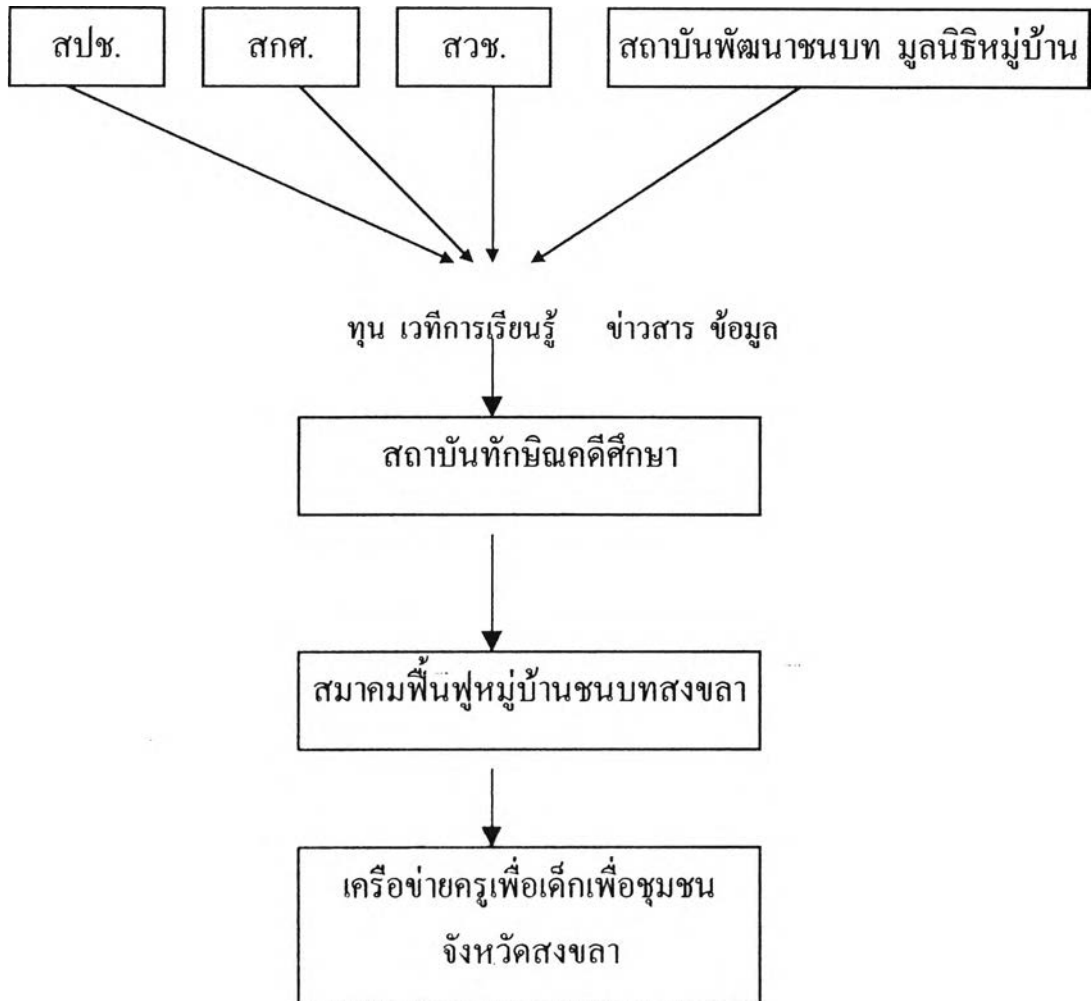 สปช. สกศ. สวช. สถาบันพัฒนาชนบท มูลนิธิหมู่บ้าน
ทุน เวทีการเรียนรู้ ข่าวสาร ข้อมูล
สถาบันทักษิณคดีศึกษา
สมาคมฟื้นฟูหมู่บ้านชนบทสงขลา
เครือข่ายครูเพื่อเด็กเพื่อชุมชน
จังหวัดสงขลา